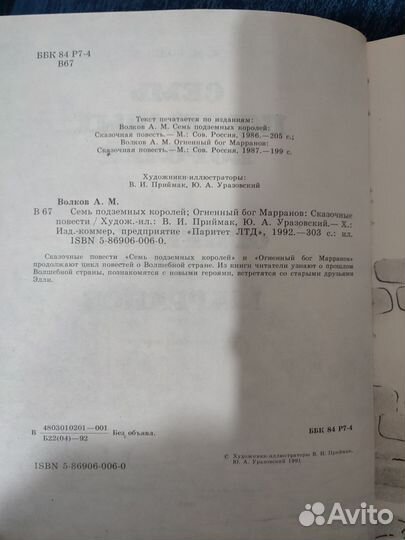 ББК 84 Р7-4
В67
Текст печатается по изданиям:
Волков А. М. Семь подземных королей:
Сказочная повесть.— М.: Сов. Россия, 1986.—205 с.;
Волков А. М. Огненный бог Марранов:
Сказочная повесть.—М.: Сов. Россия, 1987.—199 с.
Художники-иллюстраторы:
В. И. Приймак, Ю. А. Уразовский
Волков А. М.
В 67 Семь подземных королей; Огненный бог Марранов: Сказочные
повести / Худож.-ил.: В. И. Приймак, Ю. А. Уразовский.— Х.:
Изд.-коммер. предприятие «Паритет ЛТД», 1992.—303 с.: ил.
ISBN 5-86906-006-0.
Сказочные повести «Семь подземных королей» и «Огненный бог Марранов»
продолжают цикл повестей о Волшебной стране. Из книги читатели узнают о прошлом
Волшебной страны, познакомятся с новыми героями, встретятся со старыми друзьями
Элли.
В 4803010201—001
Б22(04)—92 Без объявл.
ББК 84 Р7-4
ISBN 5-86906-006-0
© Художники-иллюстраторы В. И. Приймак,
Ю. А. Уразовский 1991
Avito